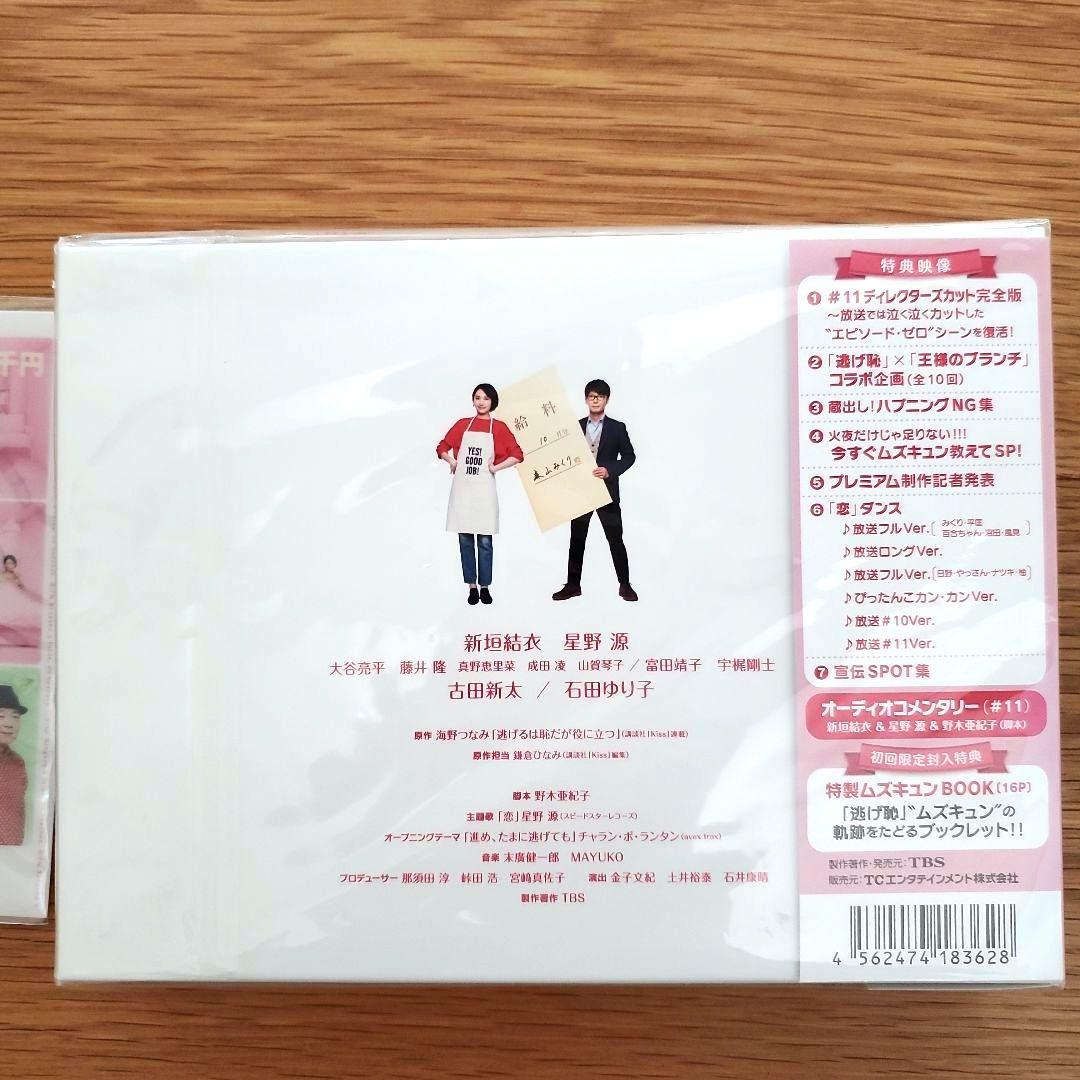 千円
YES!
GOOD
JOB!
給料
10月分
森山みくり殿
新垣結衣 星野 源
大谷亮平 藤井 隆 真野恵里菜 成田 凌 山賀琴子／富田靖子 宇梶剛士
古田新太 ／ 石田ゆり子
原作 海野つなみ「逃げるは恥だが役に立つ」(講談社「Kiss」連載)
原作担当 鎌倉ひなみ(講談社「Kiss」編集)
脚本 野木亜紀子
主題歌 「恋」星野 源(スピードスターレコーズ)
オープニングテーマ 「進め、たまに逃げても」チャラン・ポ・ランタン(avex trax)
音楽 末廣健一郎 MAYUKO
プロデューサー 那須田 淳 峠田 浩 宮﨑真佐子 演出 金子文紀 土井裕泰 石井康晴
製作著作 TBS
特典映像
① #11ディレクターズカット完全版
〜放送では泣く泣くカットした
“エピソード・ゼロ”シーンを復活!
② 「逃げ恥」×「王様のブランチ」
コラボ企画(全10回)
③ 蔵出し!ハプニングNG集
④ 火夜だけじゃ足りない!!!
今すぐムズキュン教えてSP!
⑤ プレミアム制作記者発表
⑥ 「恋」ダンス
♪放送フルVer.[みくり・平匡
百合ちゃん・沼田・風見]
♪放送ロングVer.
♪放送フルVer.[日野・やっさん・ナツキ・柚]
♪ぴったんこカン・カンVer.
♪放送#10Ver.
♪放送#11Ver.
⑦ 宣伝SPOT集
オーディオコメンタリー(#11)
新垣結衣 & 星野 源 & 野木亜紀子(脚本)
初回限定封入特典
特製ムズキュンBOOK[16P]
「逃げ恥」“ムズキュン”の
軌跡をたどるブックレット!!
製作著作・発売元:TBS
販売元:TCエンタテインメント株式会社
4 562474 183628